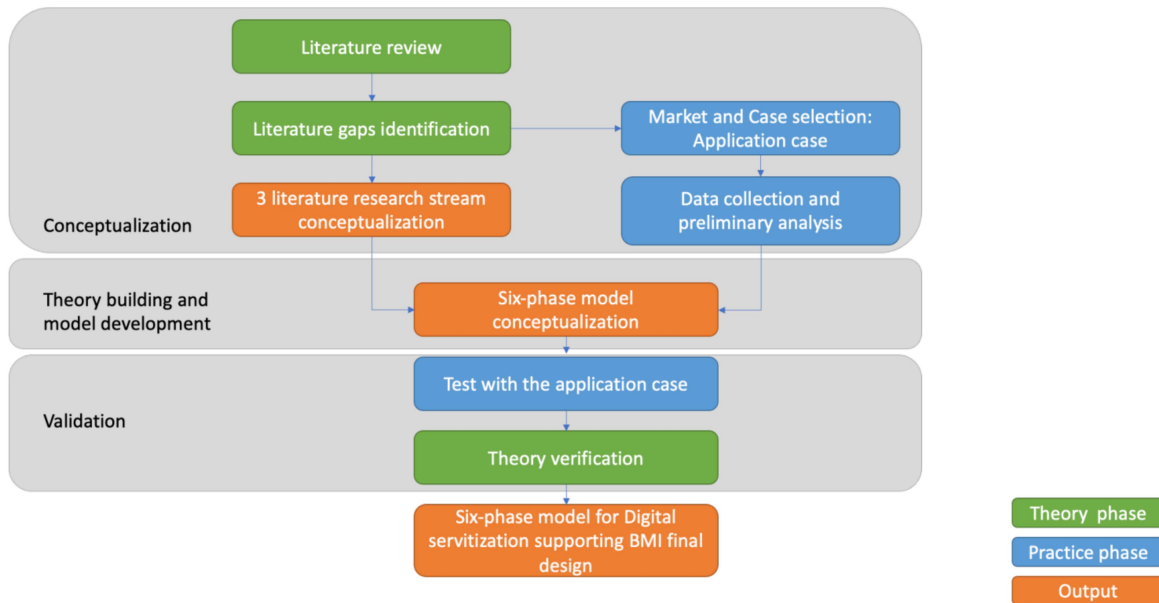 Literature review
Literature gaps identification
Market and Case selection:
Application case
3 literature research stream
conceptualization
Data collection and
preliminary analysis
Conceptualization
Theory building and
model development
Six-phase model
conceptualization
Test with the application case
Validation
Theory verification
Six-phase model for Digital
servitization supporting BMI final
design
Theory phase
Practice phase
Output